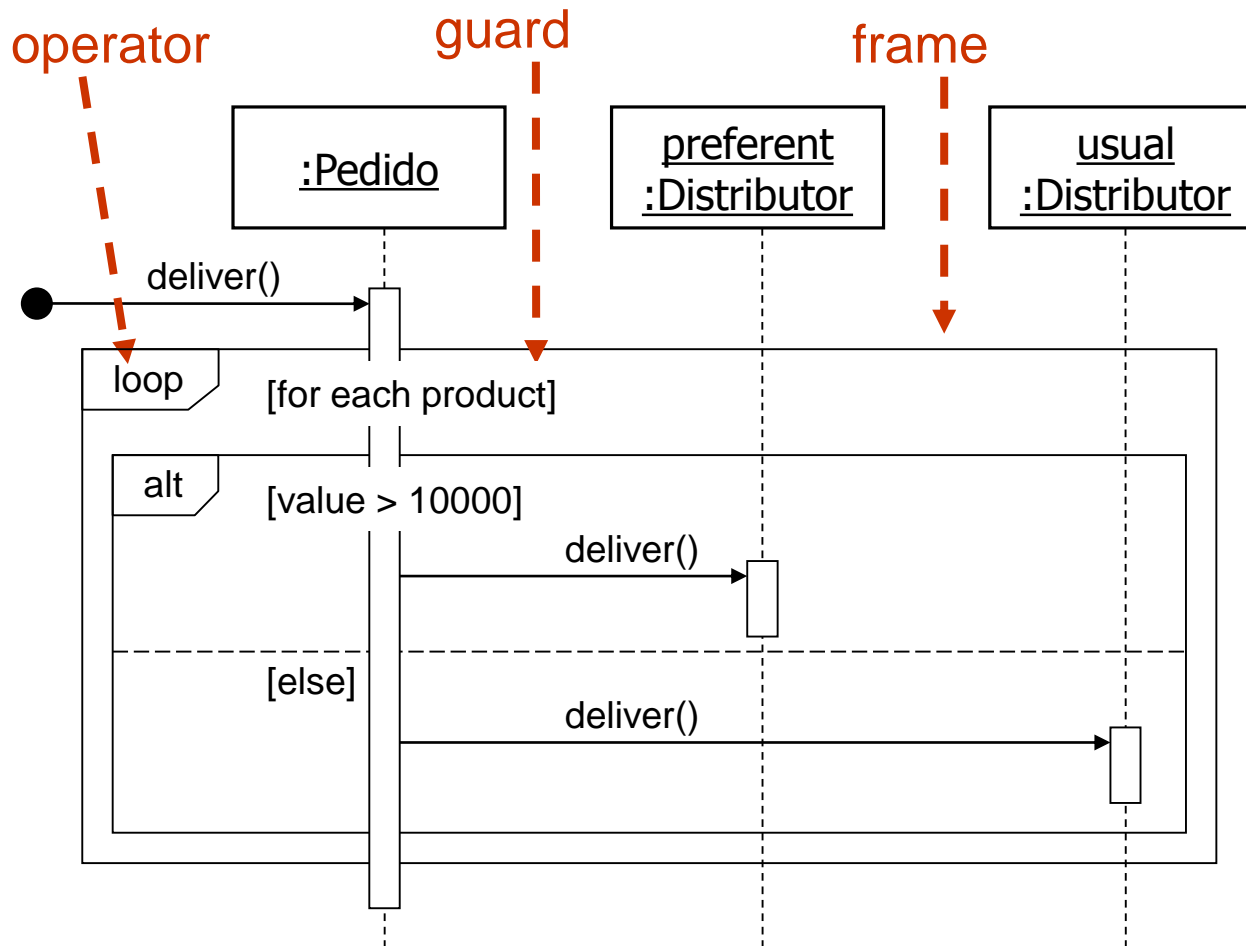 operator
guard
frame
:Pedido
preferent
:Distributor
usual
:Distributor
deliver()
loop
[for each product]
alt
[value > 10000]
deliver()
[else]
deliver()